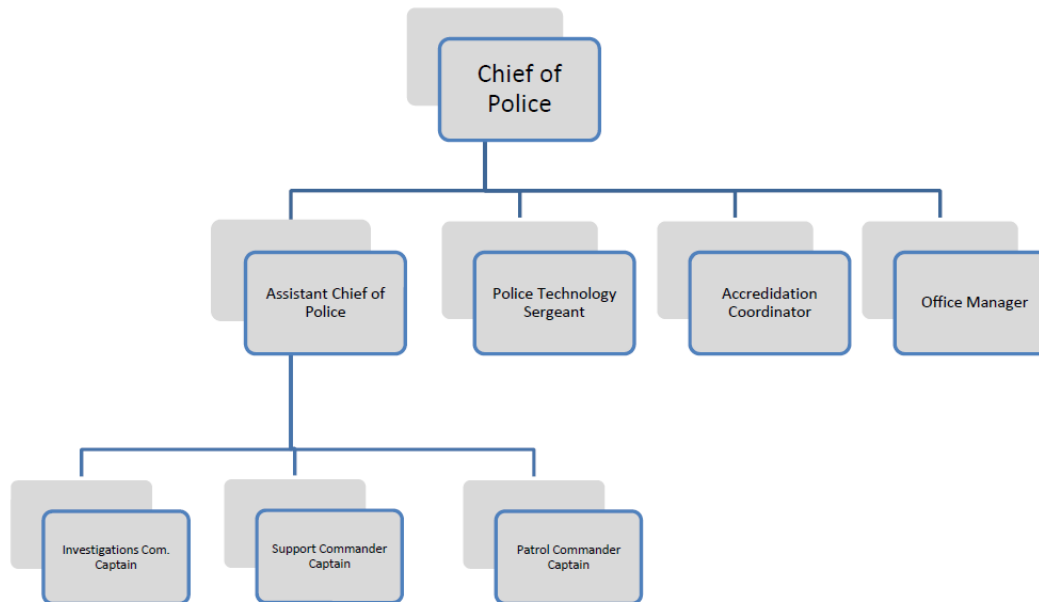 Chief of
Police
Assistant Chief of
Police
Police Technology
Sergeant
Accredidation
Coordinator
Office Manager
Investigations Com.
Captain
Support Commander
Captain
Patrol Commander
Captain